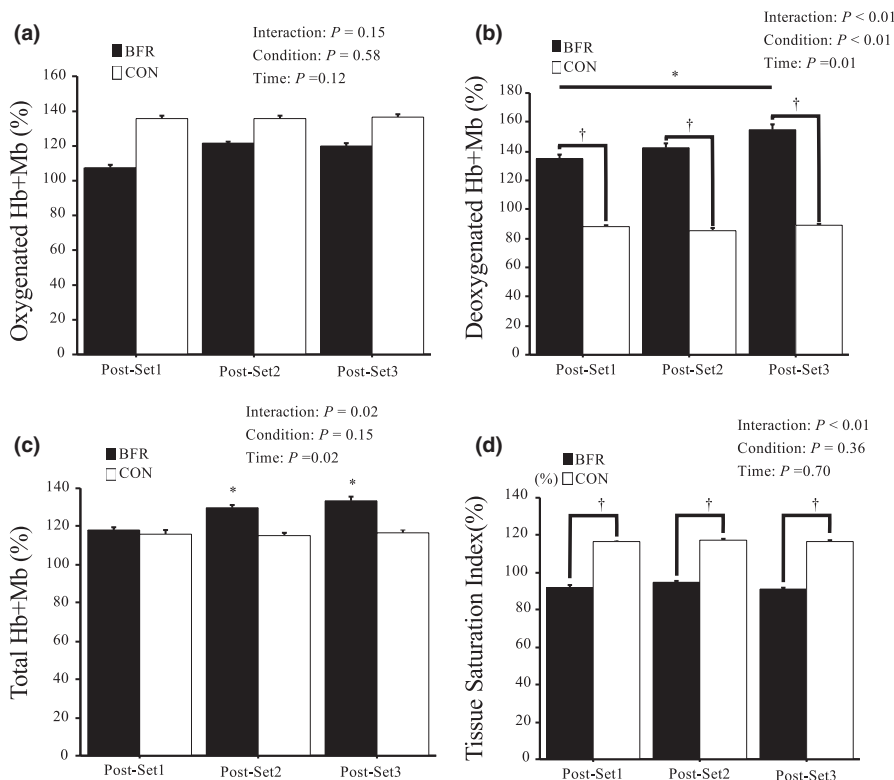 (a)
BFR
CON
Interaction: P = 0.15
Condition: P = 0.58
Time: P =0.12
Oxygenated Hb+Mb (%)
160
140
120
100
80
60
40
20
0
Post-Set1 Post-Set2 Post-Set3
(b)
BFR
CON
Interaction: P < 0.01
Condition: P < 0.01
Time: P =0.01
Deoxygenated Hb+Mb (%)
*
† † †
180
160
140
120
100
80
60
40
20
0
Post-Set1 Post-Set2 Post-Set3
(c)
BFR
CON
Interaction: P = 0.02
Condition: P = 0.15
Time: P =0.02
Total Hb+Mb (%)
* *
140
120
100
80
60
40
20
0
Post-Set1 Post-Set2 Post-Set3
(d)
BFR
(%) CON
Interaction: P < 0.01
Condition: P = 0.36
Time: P =0.70
Tissue Saturation Index(%)
† † †
140
120
100
80
60
40
20
0
Post-Set1 Post-Set2 Post-Set3